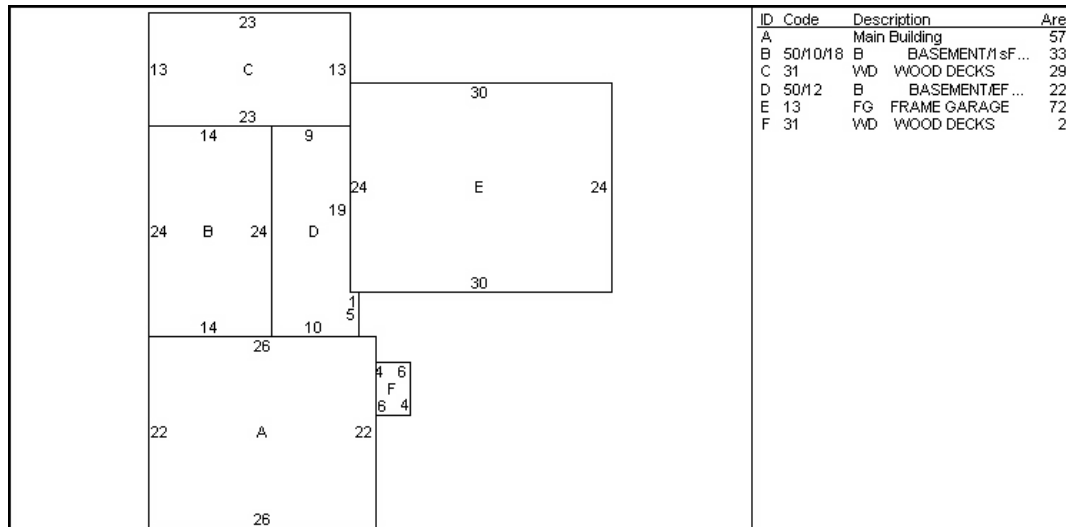 23
13 C 13
23
14 9
30
24 E 24
19
24 B 24 D
30
1
5
14 10
26
4 6
F
6 4
22 A 22
26
ID Code Description Are
A Main Building 57
B 50/10/18 B BASEMENT/1sF... 33
C 31 WD WOOD DECKS 29
D 50/12 B BASEMENT/EF... 22
E 13 FG FRAME GARAGE 72
F 31 WD WOOD DECKS 2